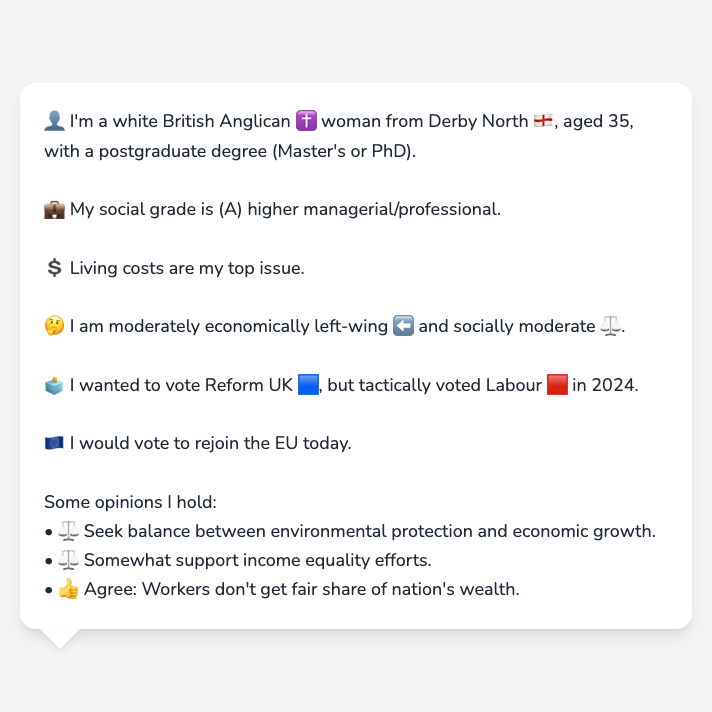 👤 I'm a white British Anglican ✝️ woman from Derby North 🏴󠁧󠁢󠁥󠁮󠁧󠁿, aged 35,
with a postgraduate degree (Master's or PhD).
💼 My social grade is (A) higher managerial/professional.
💲 Living costs are my top issue.
🤔 I am moderately economically left-wing ⬅️ and socially moderate ⚖️.
🗳️ I wanted to vote Reform UK 🟦, but tactically voted Labour 🟥 in 2024.
🇪🇺 I would vote to rejoin the EU today.
Some opinions I hold:
• ⚖️ Seek balance between environmental protection and economic growth.
• ⚖️ Somewhat support income equality efforts.
• 👍 Agree: Workers don't get fair share of nation's wealth.